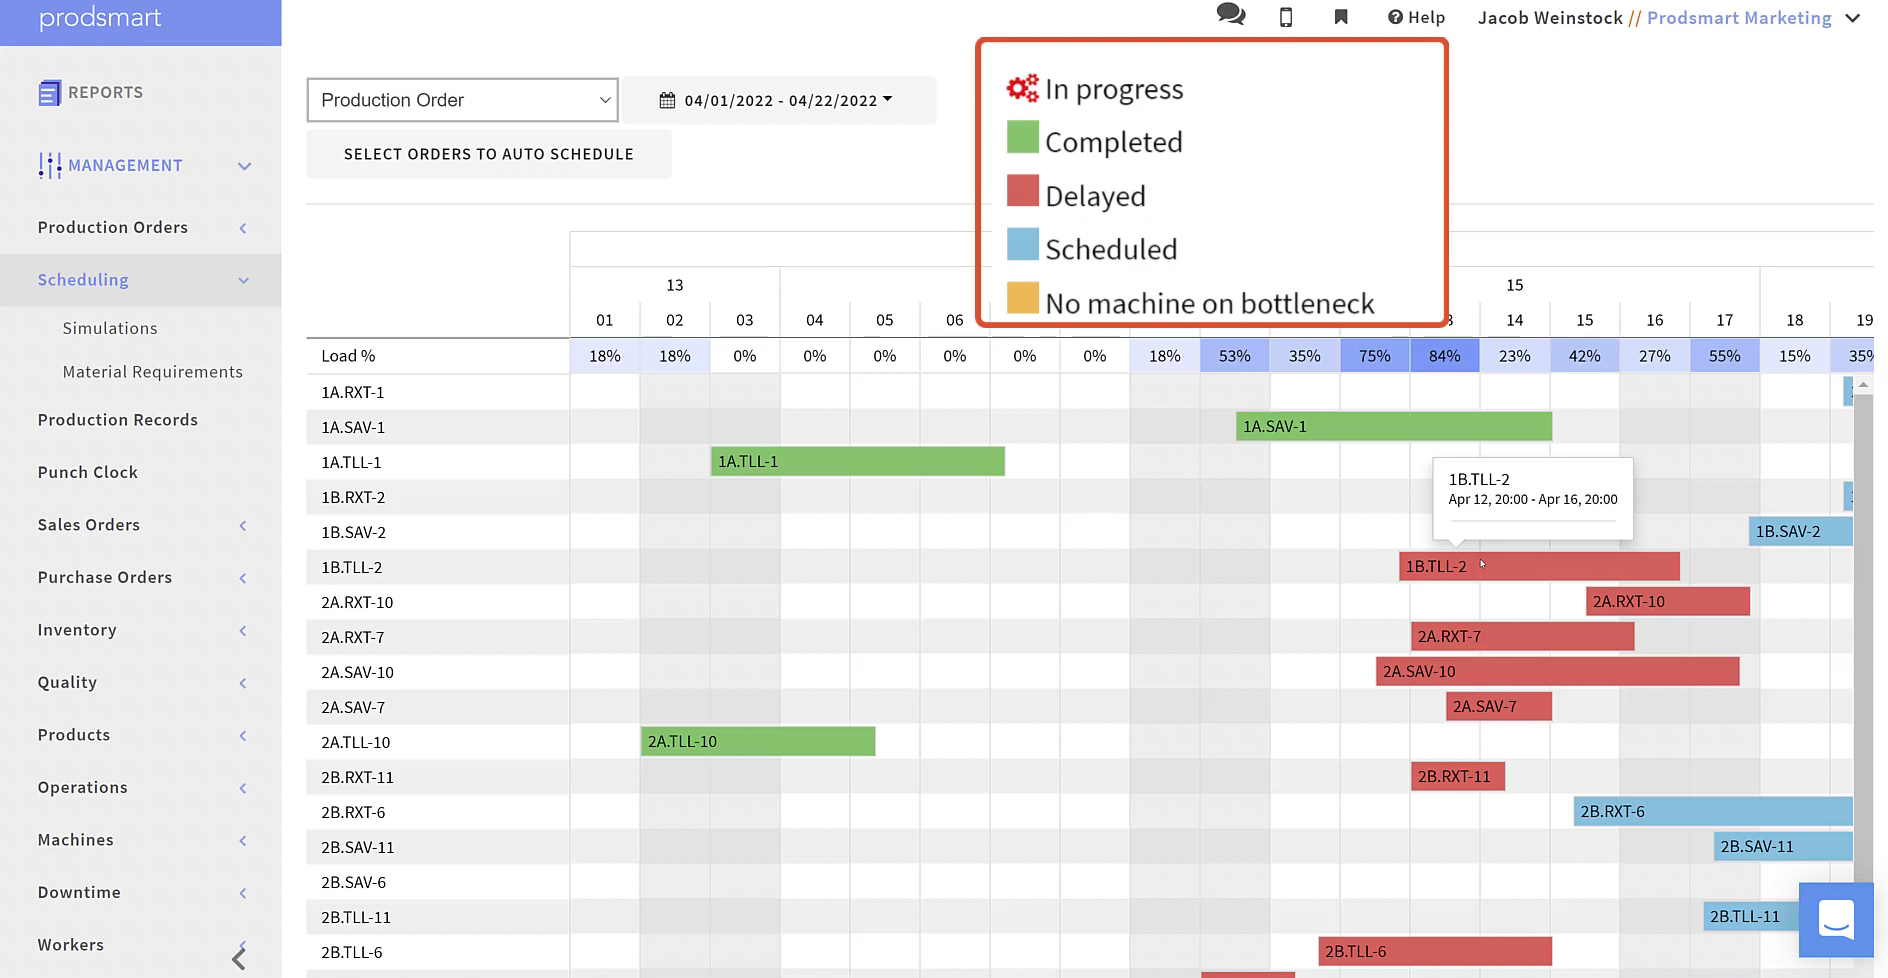 prodsmart
Help
Jacob Weinstock // Prodsmart Marketing
REPORTS
MANAGEMENT
Production Orders
Scheduling
Simulations
Material Requirements
Production Records
Punch Clock
Sales Orders
Purchase Orders
Inventory
Quality
Products
Operations
Machines
Downtime
Workers
Production Order
04/01/2022 - 04/22/2022
SELECT ORDERS TO AUTO SCHEDULE
In progress
Completed
Delayed
Scheduled
No machine on bottleneck
13 15
01 02 03 04 05 06 14 15 16 17 18 19
Load % 18% 18% 0% 0% 0% 0% 0% 0% 18% 53% 35% 75% 84% 23% 42% 27% 55% 15% 35%
1A.RXT-1
1A.SAV-1 1A.SAV-1
1A.TLL-1 1A.TLL-1
1B.TLL-2
Apr 12, 20:00 - Apr 16, 20:00
1B.RXT-2
1B.SAV-2 1B.SAV-2
1B.TLL-2 1B.TLL-2
2A.RXT-10 2A.RXT-10
2A.RXT-7 2A.RXT-7
2A.SAV-10 2A.SAV-10
2A.SAV-7 2A.SAV-7
2A.TLL-10 2A.TLL-10
2B.RXT-11 2B.RXT-11
2B.RXT-6 2B.RXT-6
2B.SAV-11 2B.SAV-11
2B.SAV-6
2B.TLL-11 2B.TLL-11
2B.TLL-6 2B.TLL-6